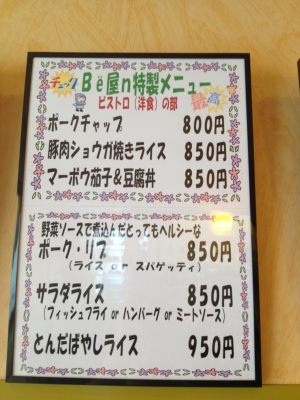 チェック
Bë屋n特製メニュー
ビストロ (洋食) の部
最高
ポークチャップ 800円
豚肉ショウガ焼きライス 850円
マーボウ茄子&豆腐丼 850円
野菜ソースで煮込んだとってもヘルシーな
ポーク・リブ 850円
(ライス or スパゲッティ)
サラダライス 850円
(フィッシュフライ or ハンバーグ or ミートソース)
とんだばやしライス 950円